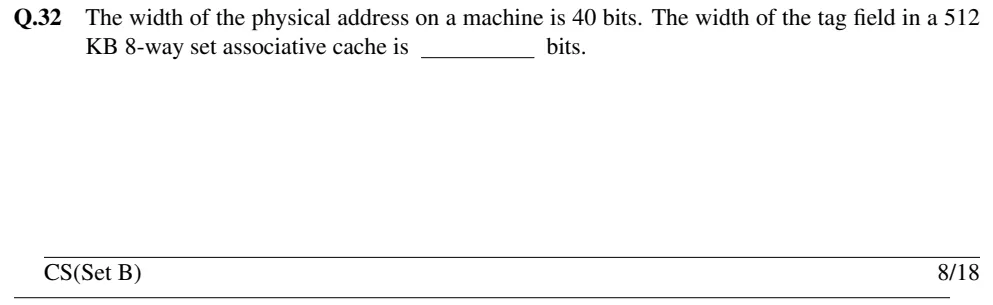 Q.32 The width of the physical address on a machine is 40 bits. The width of the tag field in a 512
KB 8-way set associative cache is __________ bits.
CS(Set B) 8/18